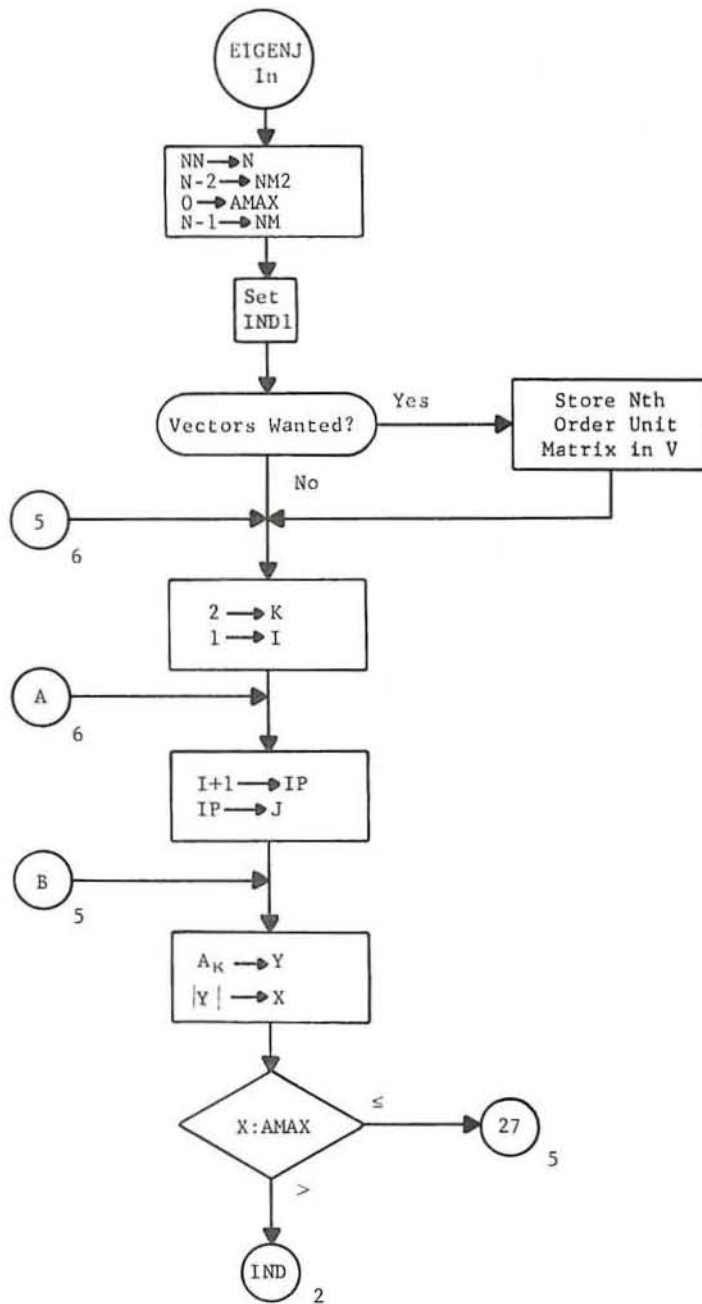 EIGENJ
In
NN→N
N-2→NM2
0→AMAX
N-1→NM
Set
IND1
Vectors Wanted?
Yes
Store Nth
Order Unit
Matrix in V
No
5
6
2→K
1→I
A
6
I+1→IP
IP→J
B
5
A_K→Y
|Y|→X
X:AMAX
≤
27
5
>
IND
2